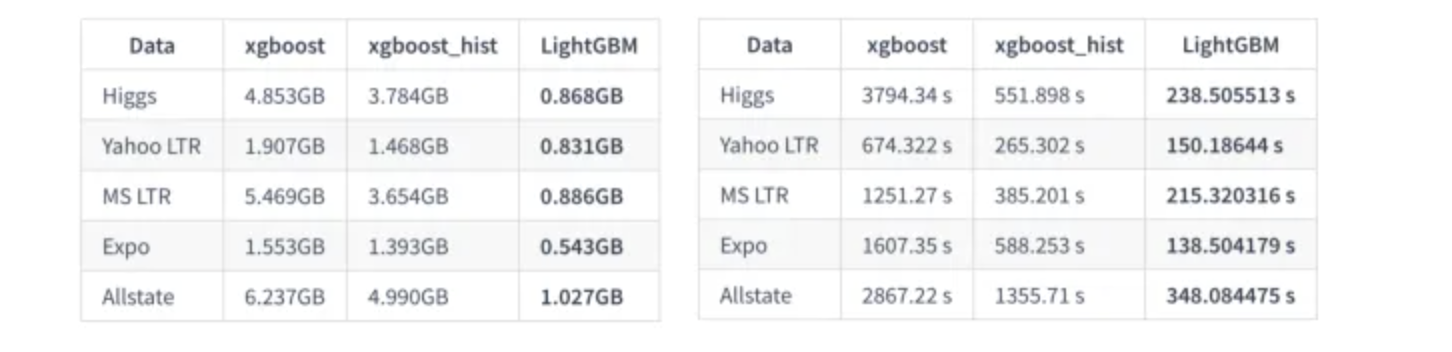 Data xgboost xgboost_hist LightGBM
Higgs 4.853GB 3.784GB 0.868GB
Yahoo LTR 1.907GB 1.468GB 0.831GB
MS LTR 5.469GB 3.654GB 0.886GB
Expo 1.553GB 1.393GB 0.543GB
Allstate 6.237GB 4.990GB 1.027GB
Data xgboost xgboost_hist LightGBM
Higgs 3794.34 s 551.898 s 238.505513 s
Yahoo LTR 674.322 s 265.302 s 150.18644 s
MS LTR 1251.27 s 385.201 s 215.320316 s
Expo 1607.35 s 588.253 s 138.504179 s
Allstate 2867.22 s 1355.71 s 348.084475 s